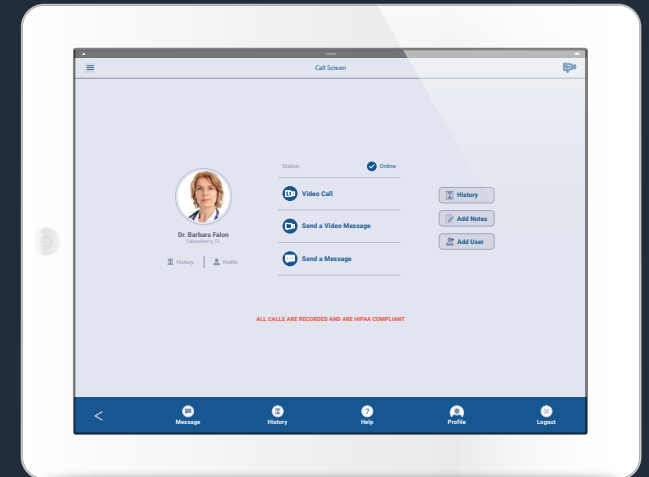 Call Screen
Status:
Online
Video Call
Send a Video Message
Send a Message
Dr. Barbara Falon
Casselberry, FL
History
Profile
History
Add Notes
Add User
ALL CALLS ARE RECORDED AND ARE HIPAA COMPLIANT
<
Message
History
?
Help
Profile
Logout